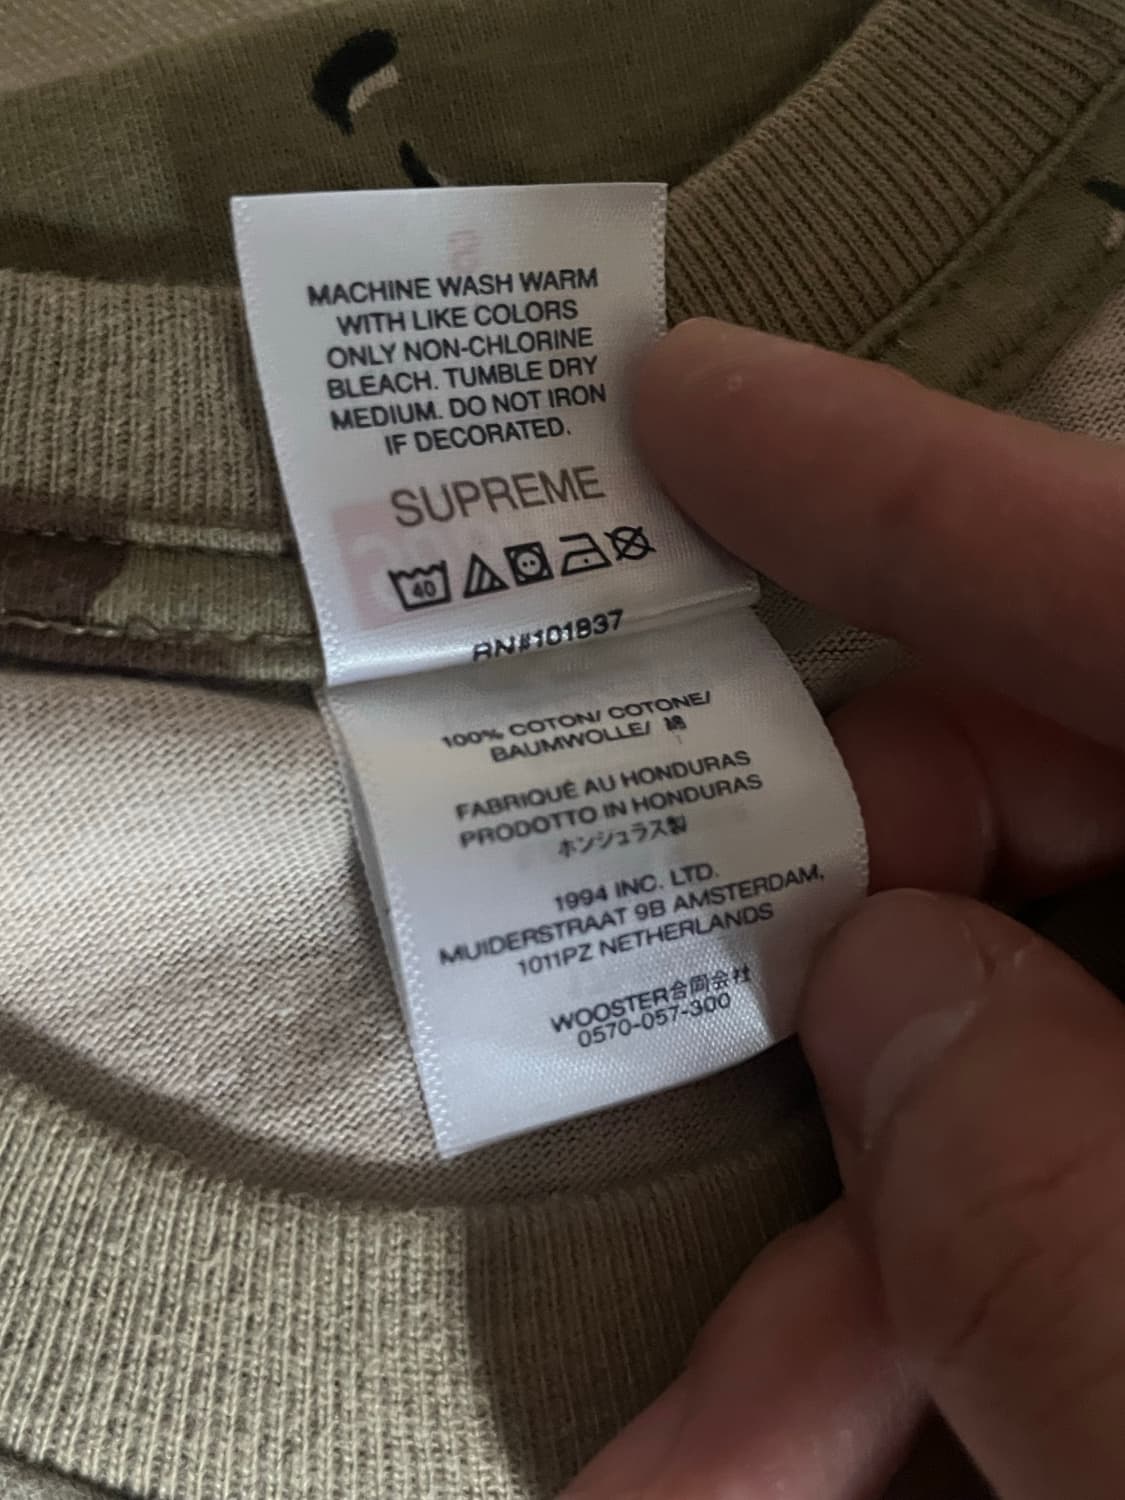 MACHINE WASH WARM
WITH LIKE COLORS
ONLY NON-CHLORINE
BLEACH. TUMBLE DRY
MEDIUM. DO NOT IRON
IF DECORATED.
SUPREME
40
RN#101837
100% COTON/ COTONE/
BAUMWOLLE/ 綿
FABRIQUÉ AU HONDURAS
PRODOTTO IN HONDURAS
ホンジュラス製
1994 INC. LTD.
MUIDERSTRAAT 9B AMSTERDAM,
1011PZ NETHERLANDS
WOOSTER合同会社
0570-057-300